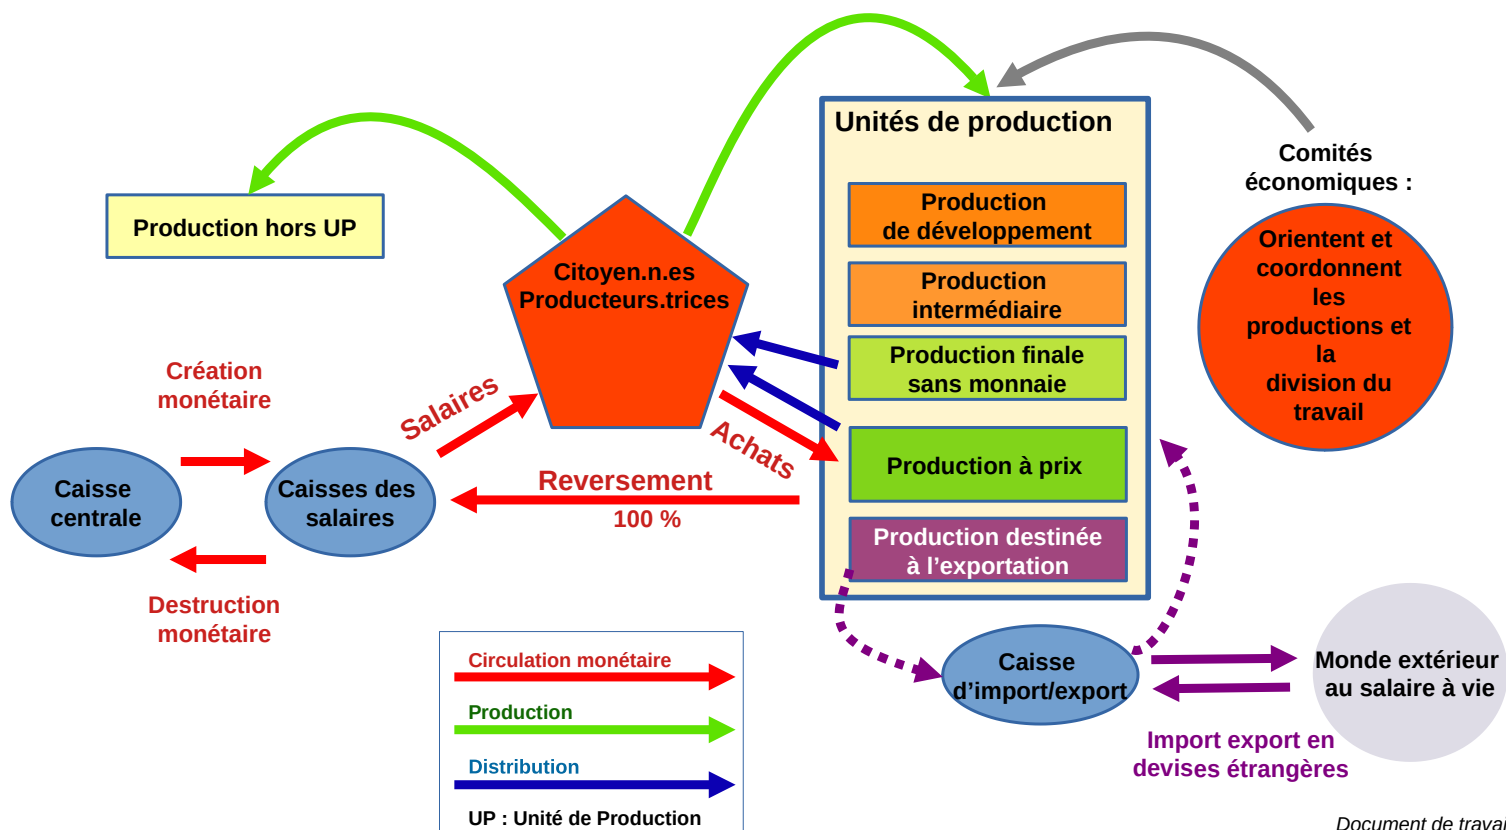 Unités de production
Comités
économiques :
Production
de développement
Production hors UP
Orientent et
coordonnent
les
productions et
la
division du
travail
Citoyen.n.es
Producteurs.trices
Production
intermédiaire
Production finale
sans monnaie
Création
monétaire
Salaires
Achats
Production à prix
Reversement
100 %
Caisse
centrale
Caisses des
salaires
Production destinée
à l’exportation
Destruction
monétaire
Circulation monétaire
Production
Distribution
UP : Unité de Production
Caisse
d’import/export
Monde extérieur
au salaire à vie
Import export en
devises étrangères
Document de travai